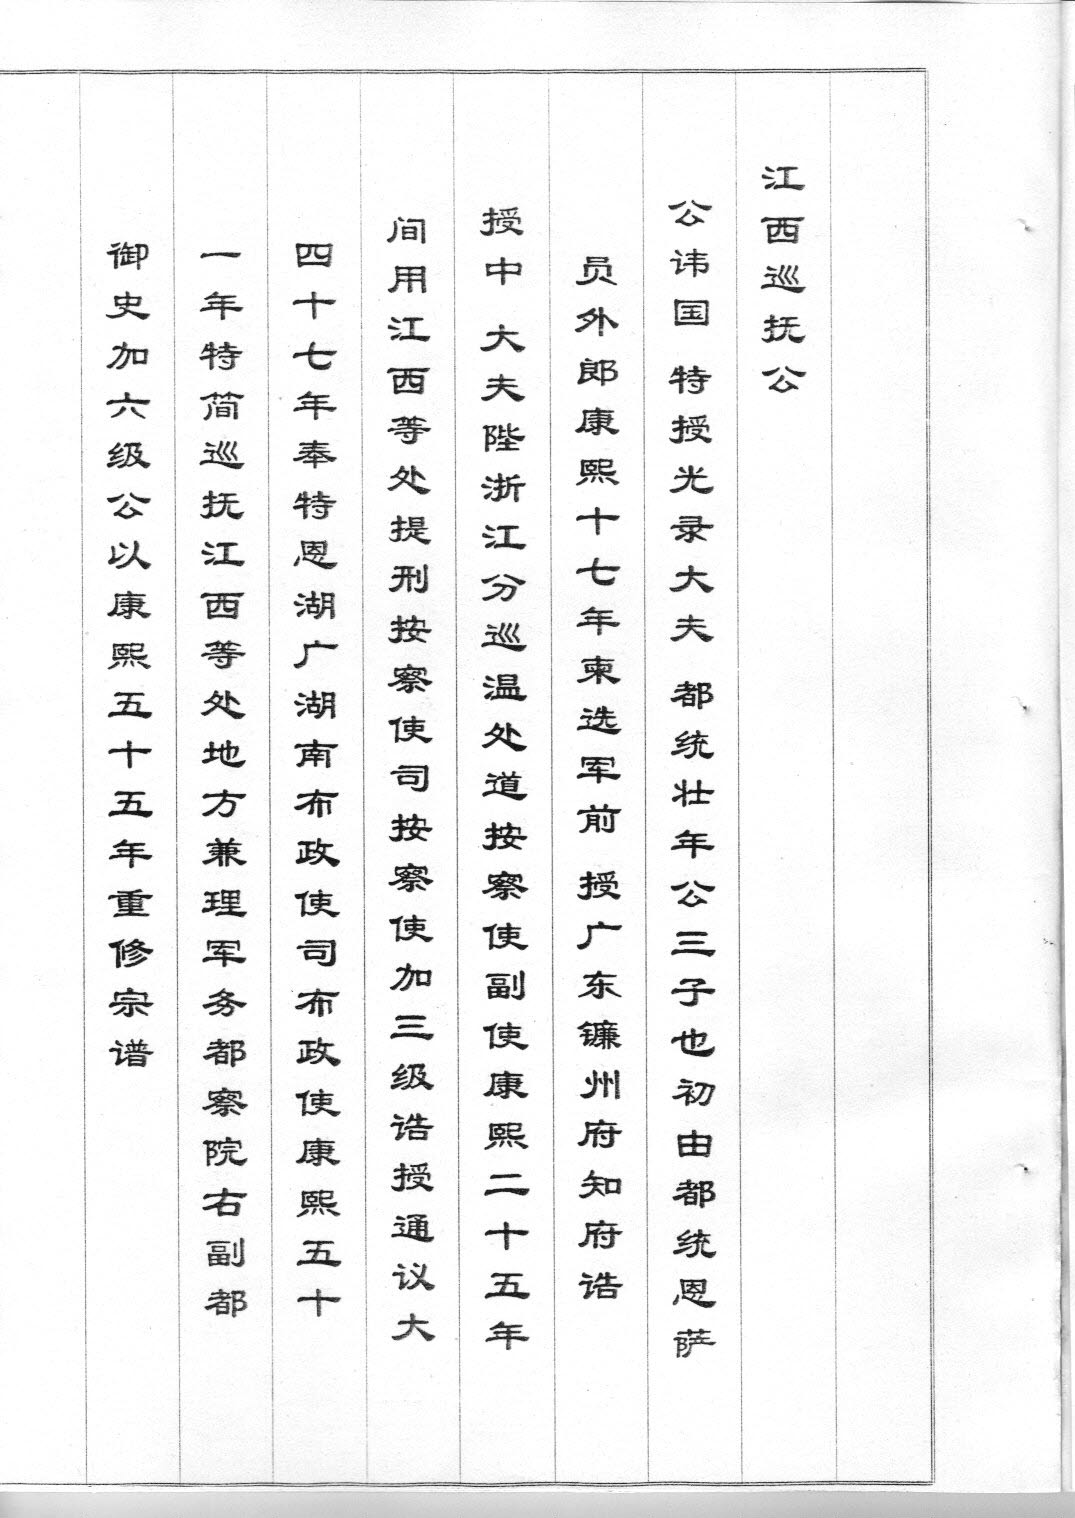 江西巡抚公
公讳国 特授光录大夫 都统壮年公三子也初由都统恩萨
员外郎康熙十七年柬选军前 授广东镰州府知府诰
授中 大夫陛浙江分巡温处道按察使副使康熙二十五年
间用江西等处提刑按察使司按察使加三级诰授通议大
四十七年奉特恩湖广湖南布政使司布政使康熙五十
一年特简巡抚江西等处地方兼理军务都察院右副都
御史加六级公以康熙五十五年重修宗谱